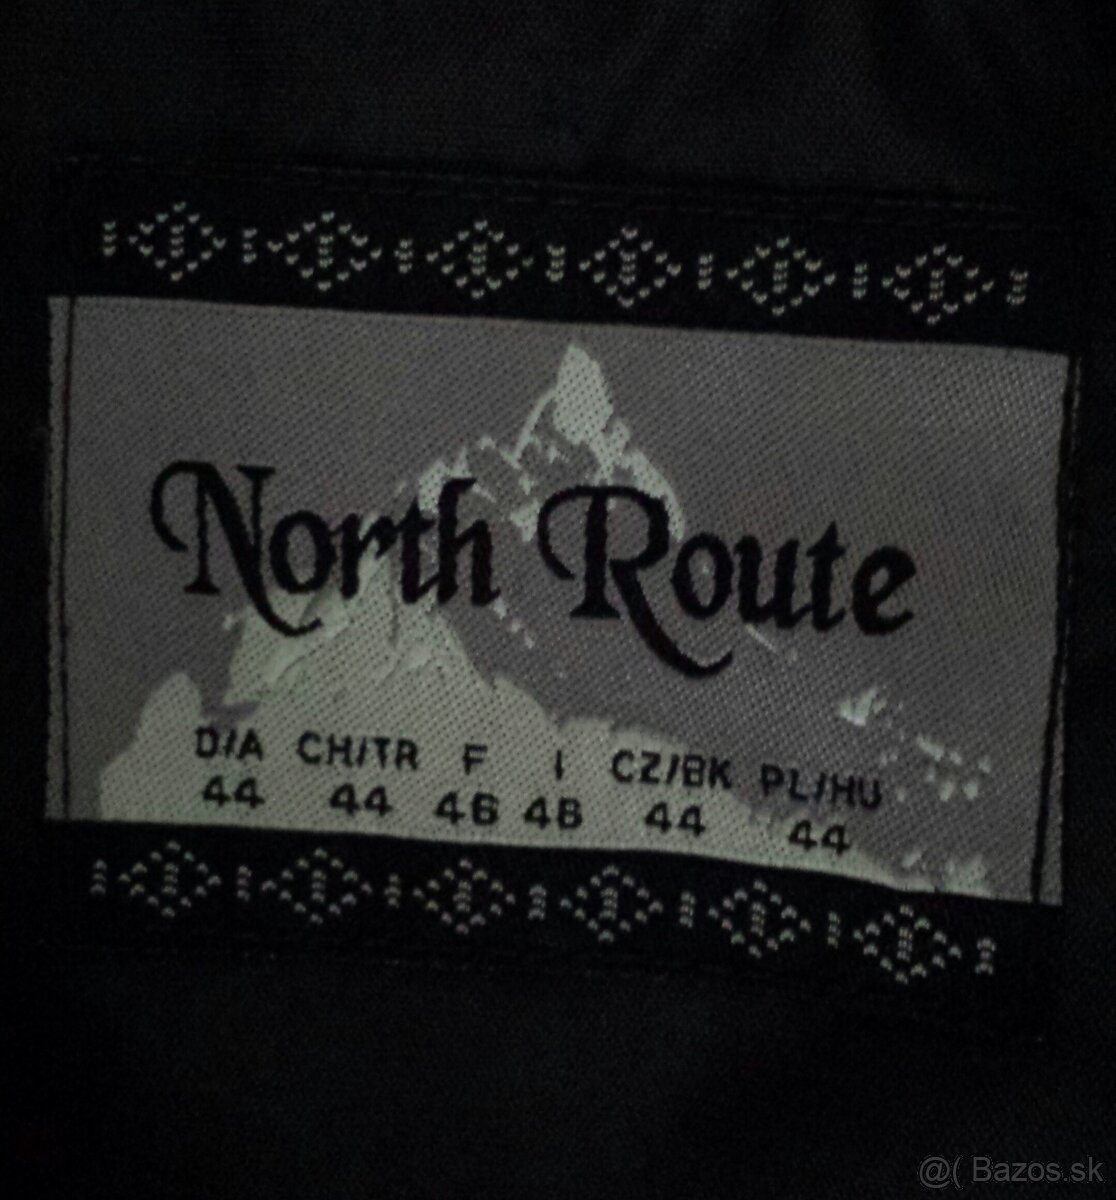 North Route
D/A CH/TR F I CZ/BK PL/HU
44 44 46 48 44 44
@( Bazos.sk